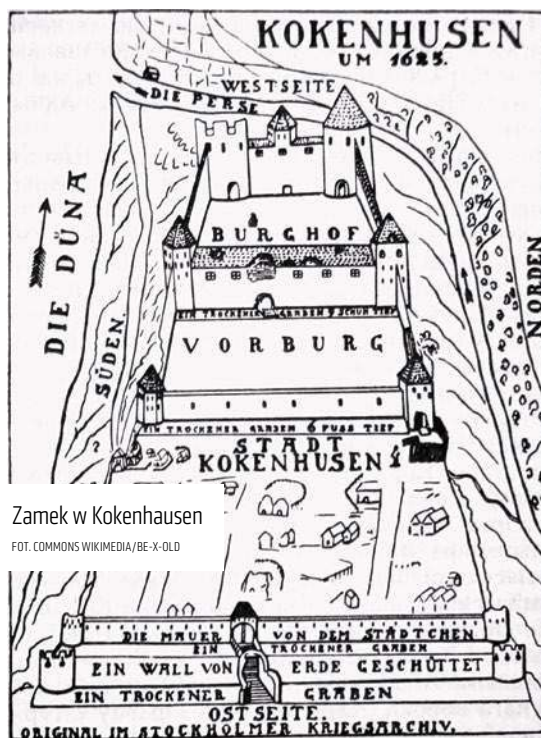 KOKENHUSEN
UM 1625.
WESTSEITE
DIE PERSE
DIE DÜNA
SÜDEN.
NORDEN
BURGHOF
EIN TROCKENER GRABEN 9 SCHUH TIEF
VORBURG
EIN TROCKENER GRABEN 6 FUSS TIEF
STADT
KOKENHUSEN
?
Zamek w Kokenhausen
FOT. COMMONS WIKIMEDIA/BE-X-OLD
DIE MAUER VON DEM STÄDTCHEN
EIN TROCKENER GRABEN
EIN WALL VON ERDE GESCHÜTTET
EIN TROCKENER GRABEN
OSTSEITE.
ORIGINAL IM STOCKHOLMER KRIEGSARCHIV.